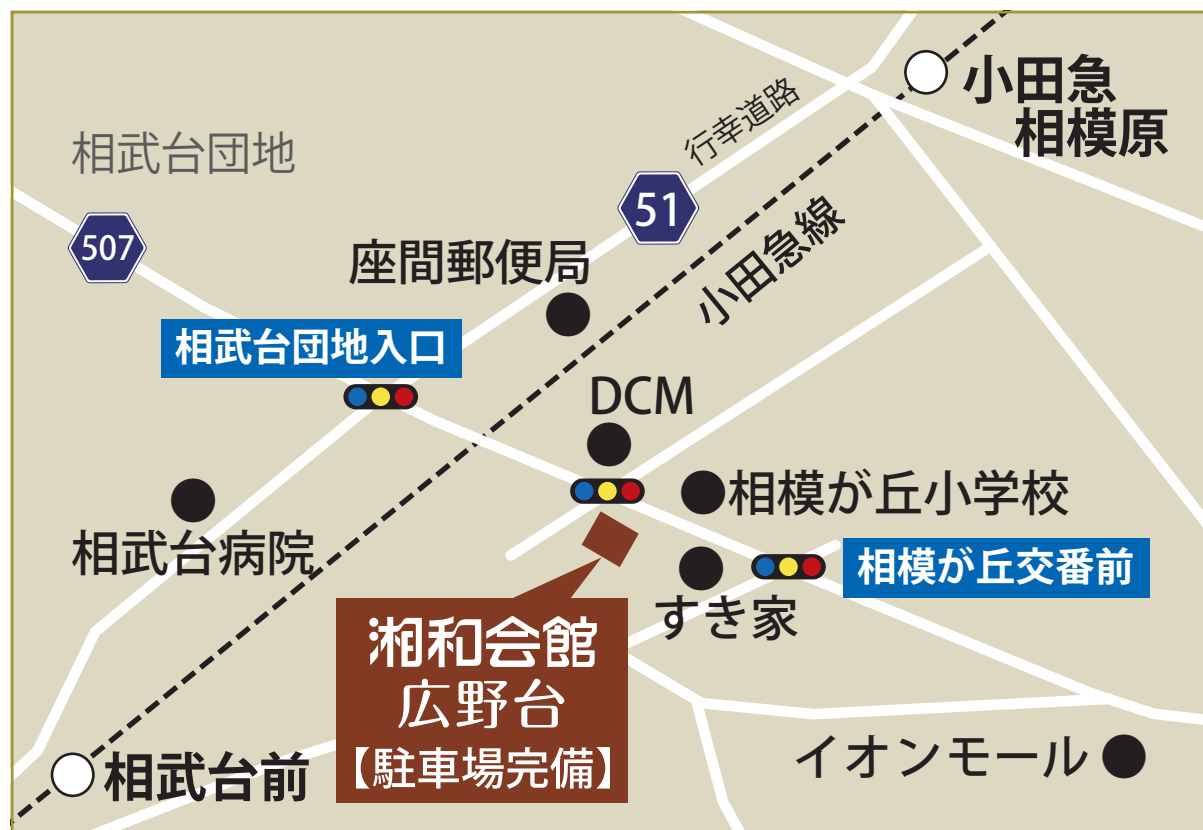 小田急
相模原
行幸道路
相武台団地
51
507
小田急線
座間郵便局
相武台団地入口
DCM
相模が丘小学校
相武台病院
相模が丘交番前
すき家
湘和会館
広野台
【駐車場完備】
相武台前
イオンモール